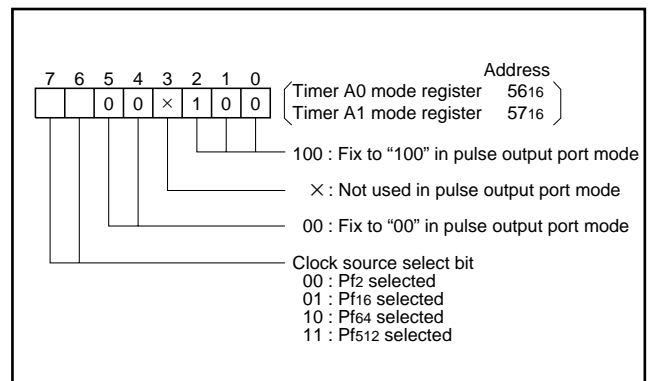 Address
7 6 5 4 3 2 1 0
0 0 × 1 0 0
Timer A0 mode register 5616
Timer A1 mode register 5716
100 : Fix to “100” in pulse output port mode
× : Not used in pulse output port mode
00 : Fix to “00” in pulse output port mode
Clock source select bit
00 : Pf2 selected
01 : Pf16 selected
10 : Pf64 selected
11 : Pf512 selected